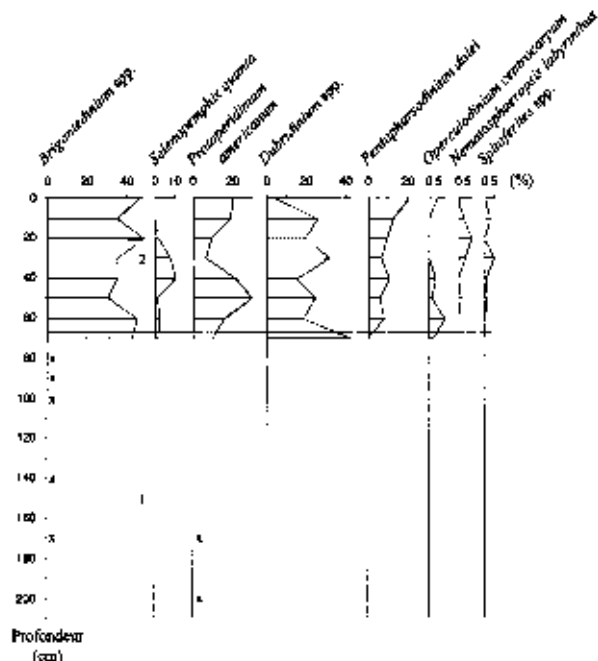 Brigantedinium spp.
Selenopemphix quanta
Protoperidinium
americanum
Dubridinium spp.
Pentapharsodinium dalei
Operculodinium centrocarpum
Nematosphaeropsis labyrinthus
Spiniferites spp.
0 20 40 0 10 0 20 0 40 0 20 0 5 0 5 0 5 (%)
0
20
2
40
60
80
100
120
140
1
160
180
200
Profondeur
(cm)